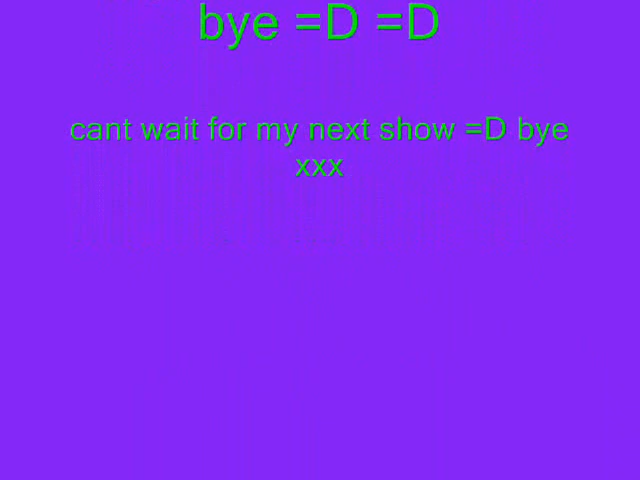 bye =D =D
cant wait for my next show =D bye
xxx